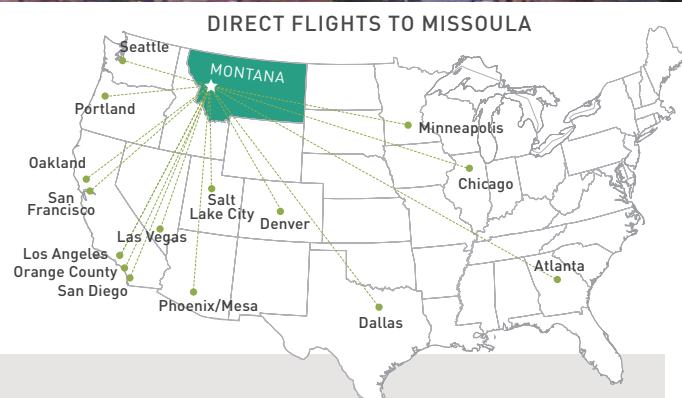 DIRECT FLIGHTS TO MISSOULA
Seattle
MONTANA
Portland
Minneapolis
Oakland
Chicago
San
Francisco
Salt
Lake City
Denver
Las Vegas
Los Angeles
Orange County
San Diego
Atlanta
Phoenix/Mesa
Dallas